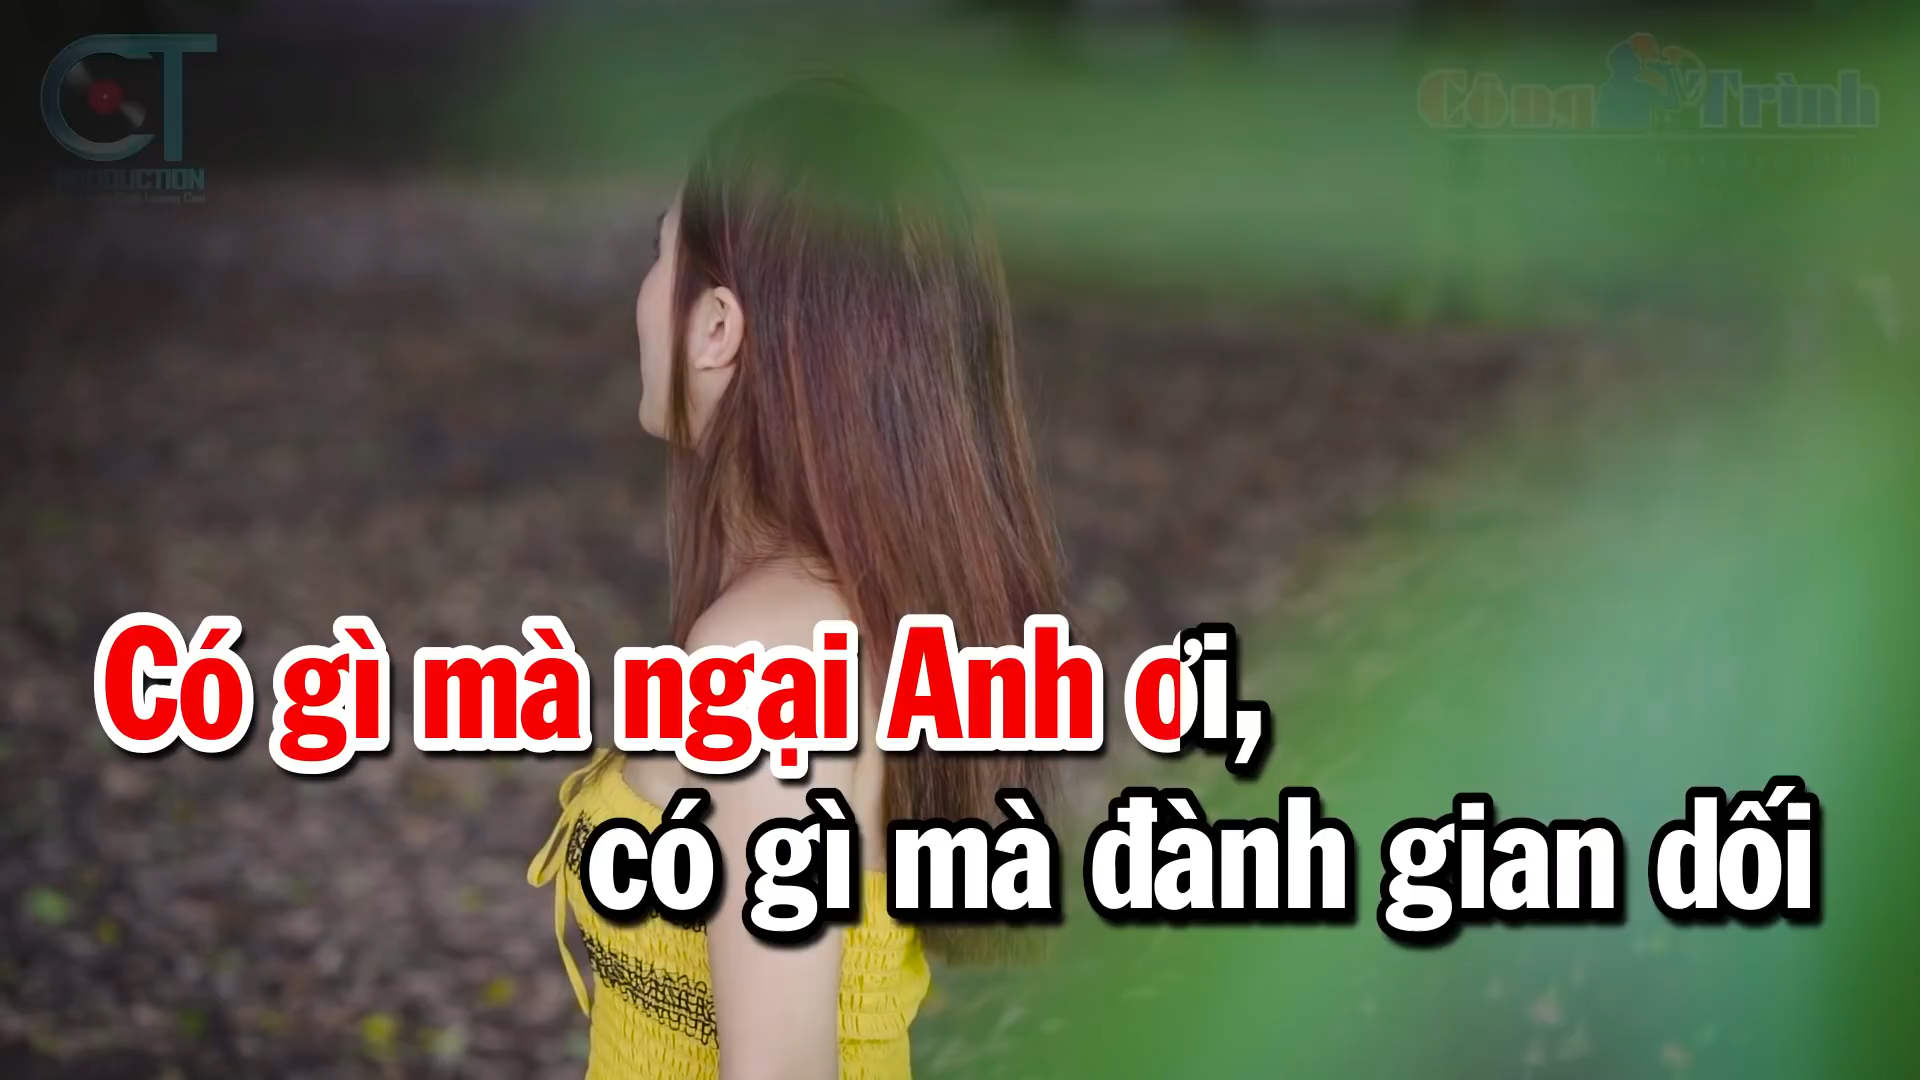 CT
Công Trình
PRODUCTION
Có gì mà ngại Anh ơi,
có gì mà đành gian dối